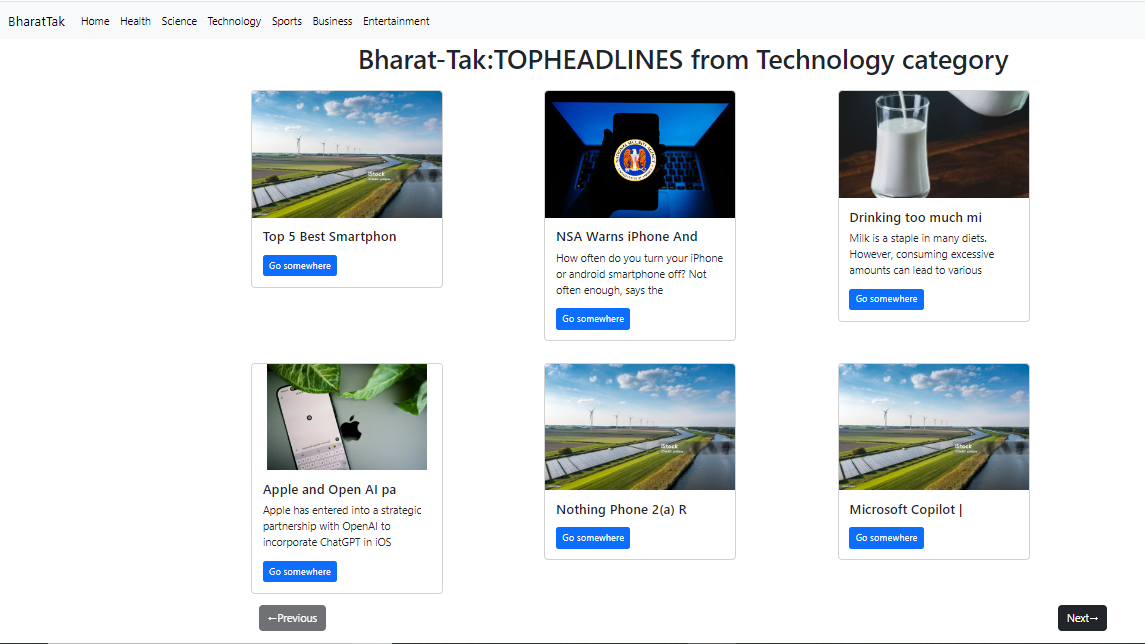 BharatTak Home Health Science Technology Sports Business Entertainment
Bharat-Tak:TOPHEADLINES from Technology category
iStock
Top 5 Best Smartphon
Go somewhere
NSA Warns iPhone And
How often do you turn your iPhone
or android smartphone off? Not
often enough, says the
Go somewhere
Drinking too much mi
Milk is a staple in many diets.
However, consuming excessive
amounts can lead to various
Go somewhere
Apple and Open AI pa
Apple has entered into a strategic
partnership with OpenAI to
incorporate ChatGPT in iOS
Go somewhere
iStock
Nothing Phone 2(a) R
Go somewhere
iStock
Microsoft Copilot |
Go somewhere
←Previous
Next→